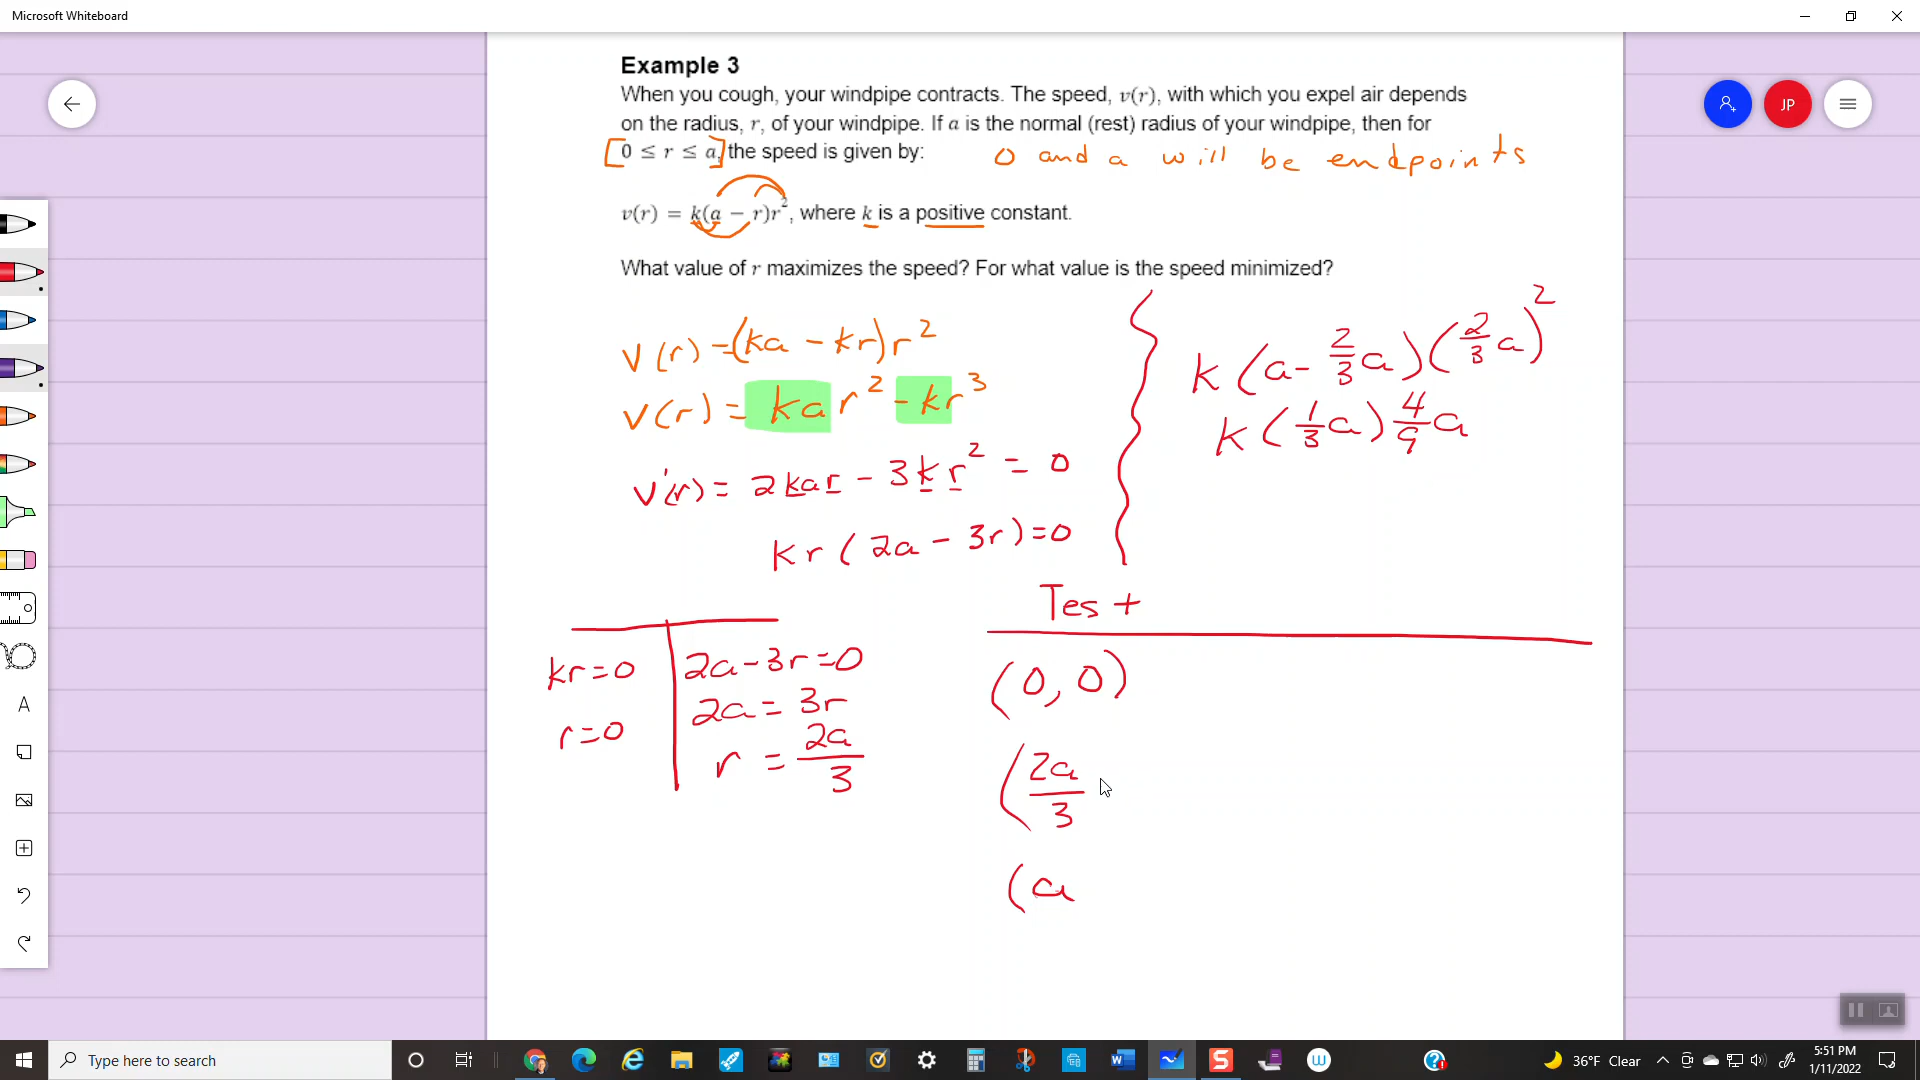 Microsoft Whiteboard
Example 3
When you cough, your windpipe contracts. The speed, v(r), with which you expel air depends
on the radius, r, of your windpipe. If a is the normal (rest) radius of your windpipe, then for
[0 ≤ r ≤ a,] the speed is given by: 0 and a will be endpoints
v(r) = k(a − r)r², where k is a positive constant.
What value of r maximizes the speed? For what value is the speed minimized?
v(r) = (ka − kr)r²
v(r) = kar² − kr³
v'(r) = 2kar − 3kr² = 0
kr(2a − 3r) = 0
k(a − 2/3 a)(2/3 a)²
k(1/3 a) 4/9 a
kr = 0
r = 0
2a − 3r = 0
2a = 3r
r = 2a/3
Test
(0, 0)
(2a/3
(a
JP
A
Type here to search
36°F Clear
5:51 PM
1/11/2022